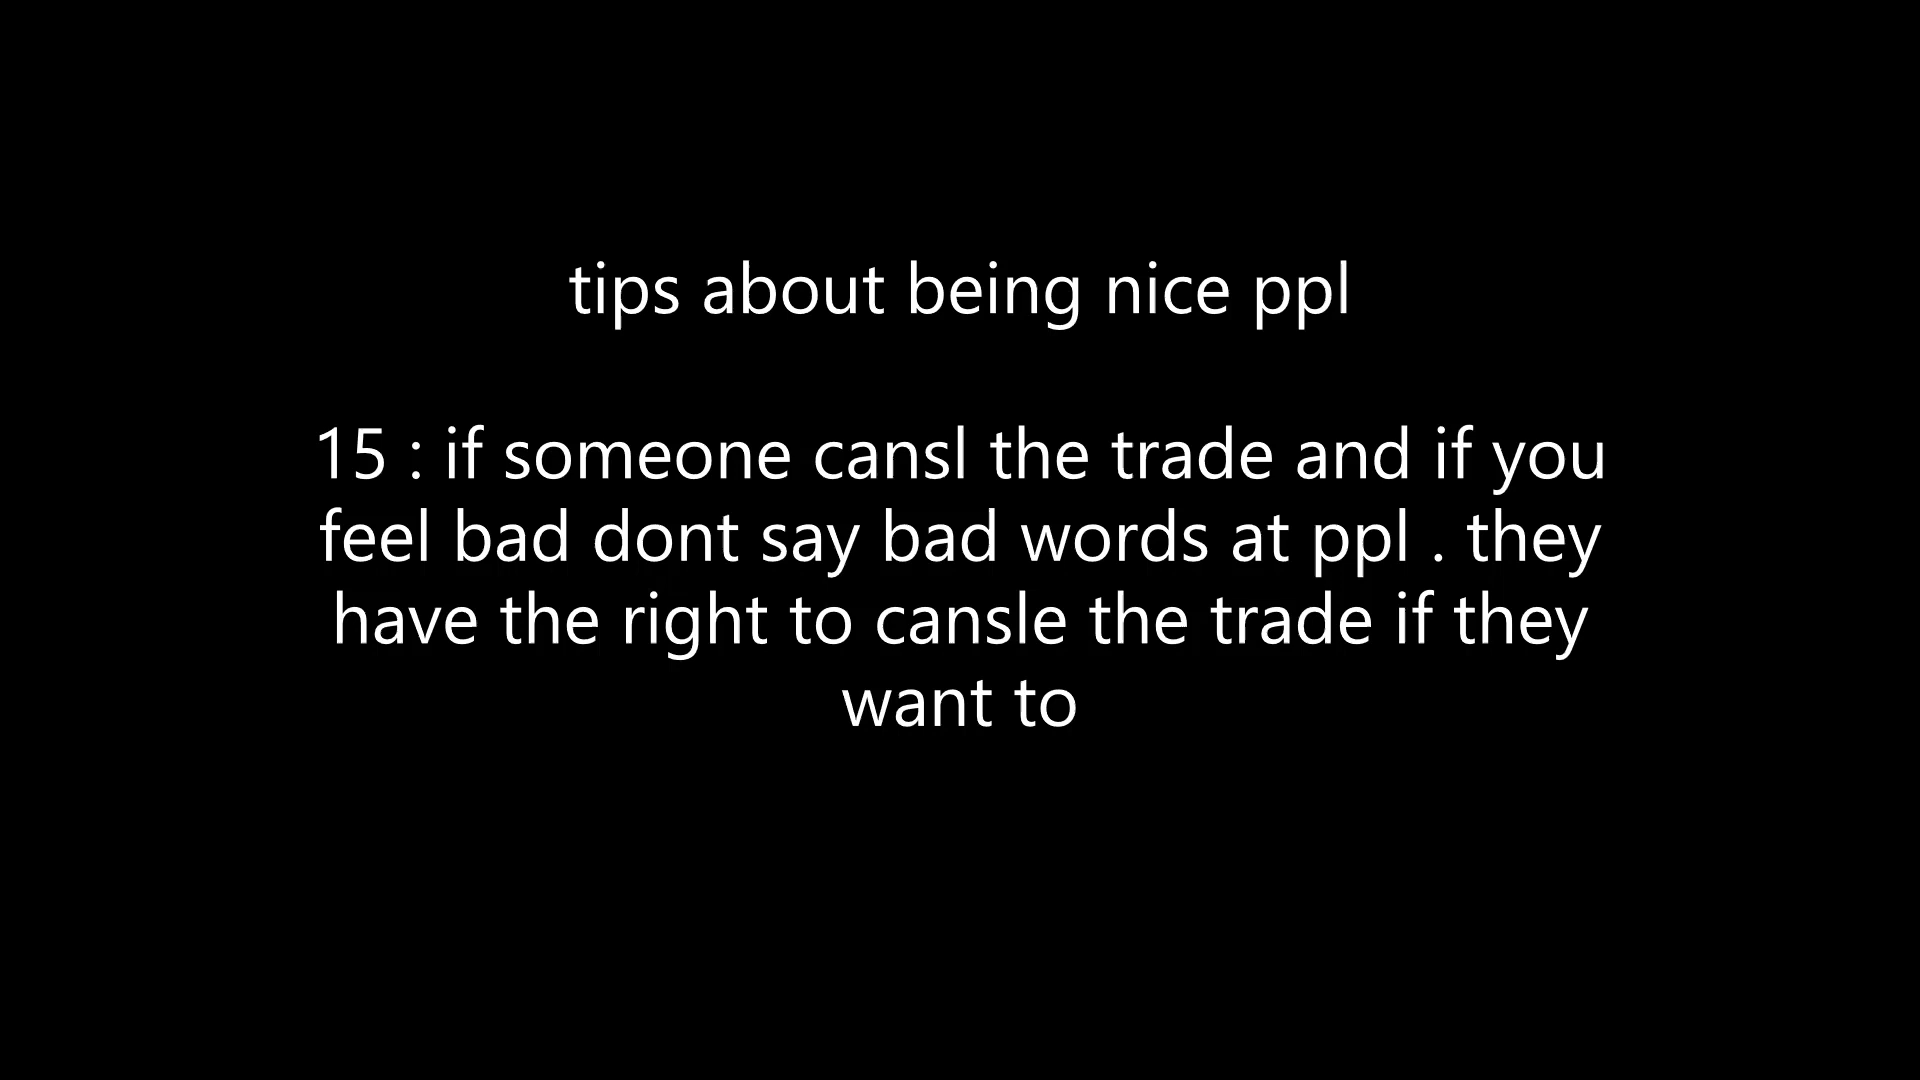 tips about being nice ppl
15 : if someone cansl the trade and if you
feel bad dont say bad words at ppl . they
have the right to cansle the trade if they
want to